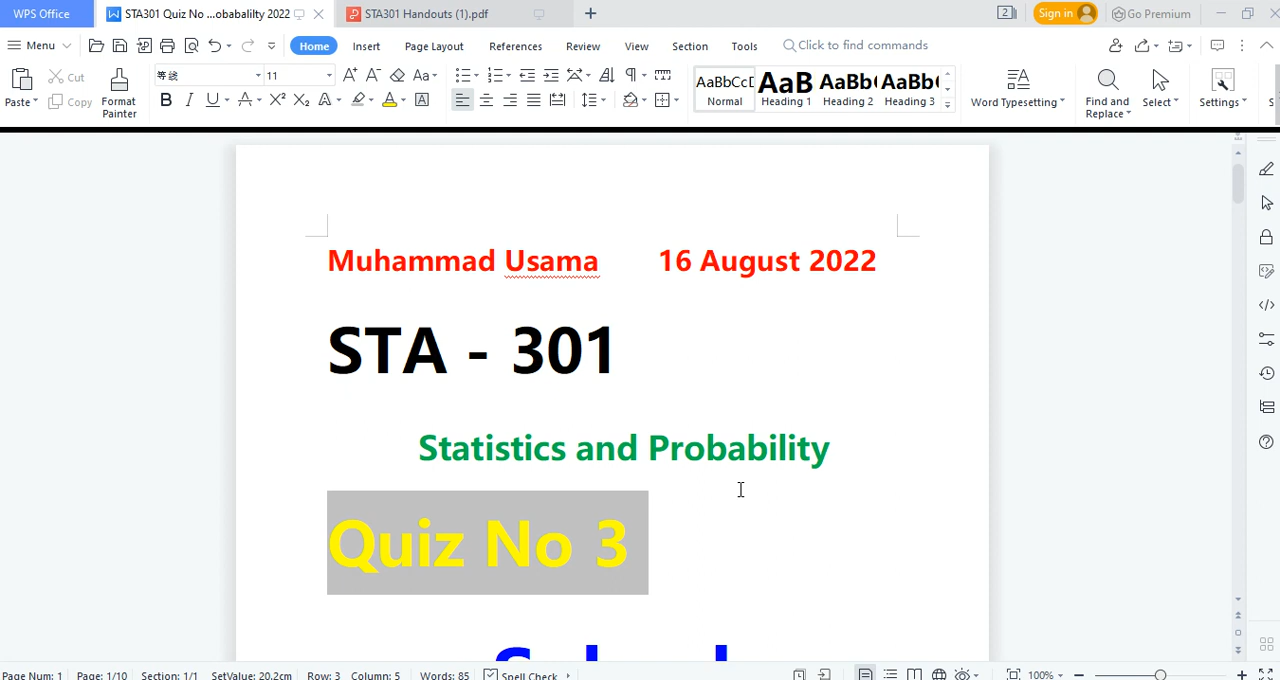 WPS Office
STA301 Quiz No ...obabalilty 2022
STA301 Handouts (1).pdf
2
Sign in
Go Premium
Menu
Home
Insert
Page Layout
References
Review
View
Section
Tools
Click to find commands
Paste
Cut
Copy
Format
Painter
11
AaBbCcD
Normal
AaB
Heading 1
AaBb
Heading 2
AaBb
Heading 3
Word Typesetting
Find and
Replace
Select
Settings
S
Muhammad Usama 16 August 2022
STA - 301
Statistics and Probability
Quiz No 3
Page Num: 1 Page: 1/10 Section: 1/1 SetValue: 20.2cm Row: 3 Column: 5 Words: 85 Spell Check 100%